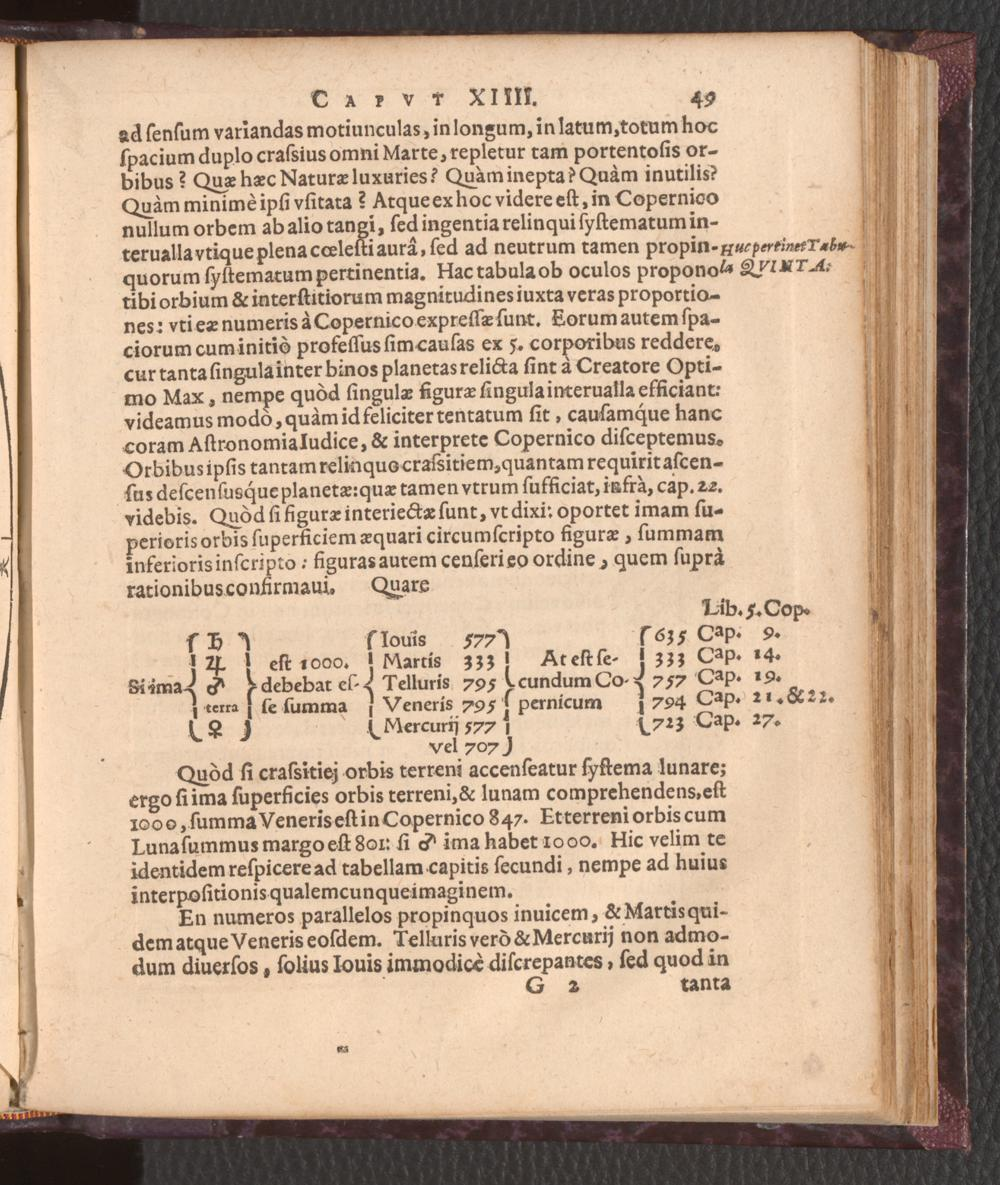 CAPVT XIIII. 49
ad ſenſum variandas motiunculas, in longum, in latum, totum hoc
ſpacium duplo craſsius omni Marte, repletur tam portentoſis or-
bibus? Quæ hæc Naturæ luxuries? Quàm inepta? Quàm inutilis?
Quàm minimè ipſi vſitata? Atque ex hoc videre eſt, in Copernico
nullum orbem ab alio tangi, ſed ingentia relinqui ſyſtematum in-
terualla vtique plena cœleſti aurâ, ſed ad neutrum tamen propin-
quorum ſyſtematum pertinentia. Hac tabula ob oculos propono
Huc pertinet Tabu-
la QVINTA:
tibi orbium & interſtitiorum magnitudines iuxta veras proportio-
nes: vti eæ numeris à Copernico expreſſæ ſunt. Eorum autem ſpa-
ciorum cum initiò profeſſus ſim cauſas ex 5. corporibus reddere,
cur tanta ſingula inter binos planetas relicta ſint à Creatore Opti-
mo Max, nempe quòd ſingulæ figuræ ſingula interualla efficiant:
videamus modò, quàm id feliciter tentatum ſit, cauſamq́ue hanc
coram Aſtronomia Iudice, & interprete Copernico diſceptemus.
Orbibus ipſis tantam relinquo craſsitiem, quantam requirit aſcen-
ſus deſcenſusq́ue planetæ: quæ tamen vtrum ſufficiat, infrà, cap. 22.
videbis. Quòd ſi figuræ interiectæ ſunt, vt dixi: oportet imam ſu-
perioris orbis ſuperficiem æquari circumſcripto figuræ, ſummam
inferioris inſcripto: figuras autem cenſeri eo ordine, quem ſuprà
rationibus confirmaui. Quare
Lib. 5. Cop.
♄ Iouis 577 635 Cap. 9.
♃ eſt 1000. Martis 333 At eſt ſe- 333 Cap. 14.
Si ima ♂ debebat eſ- Telluris 795 cundum Co- 757 Cap. 19.
terra ſe ſumma Veneris 795 pernicum 794 Cap. 21. & 22.
♀ Mercurij 577 723 Cap. 27.
vel 707
Quòd ſi craſsitiej orbis terreni accenſeatur ſyſtema lunare;
ergo ſi ima ſuperficies orbis terreni, & lunam comprehendens, eſt
1000, ſumma Veneris eſt in Copernico 847. Et terreni orbis cum
Luna ſummus margo eſt 801: ſi ♂ ima habet 1000. Hic velim te
identidem reſpicere ad tabellam capitis ſecundi, nempe ad huius
interpoſitionis qualemcunque imaginem.
En numeros parallelos propinquos inuicem, & Martis qui-
dem atque Veneris eoſdem. Telluris verò & Mercurij non admo-
dum diuerſos, ſolius Iouis immodicè diſcrepantes, ſed quod in
G 2 tanta